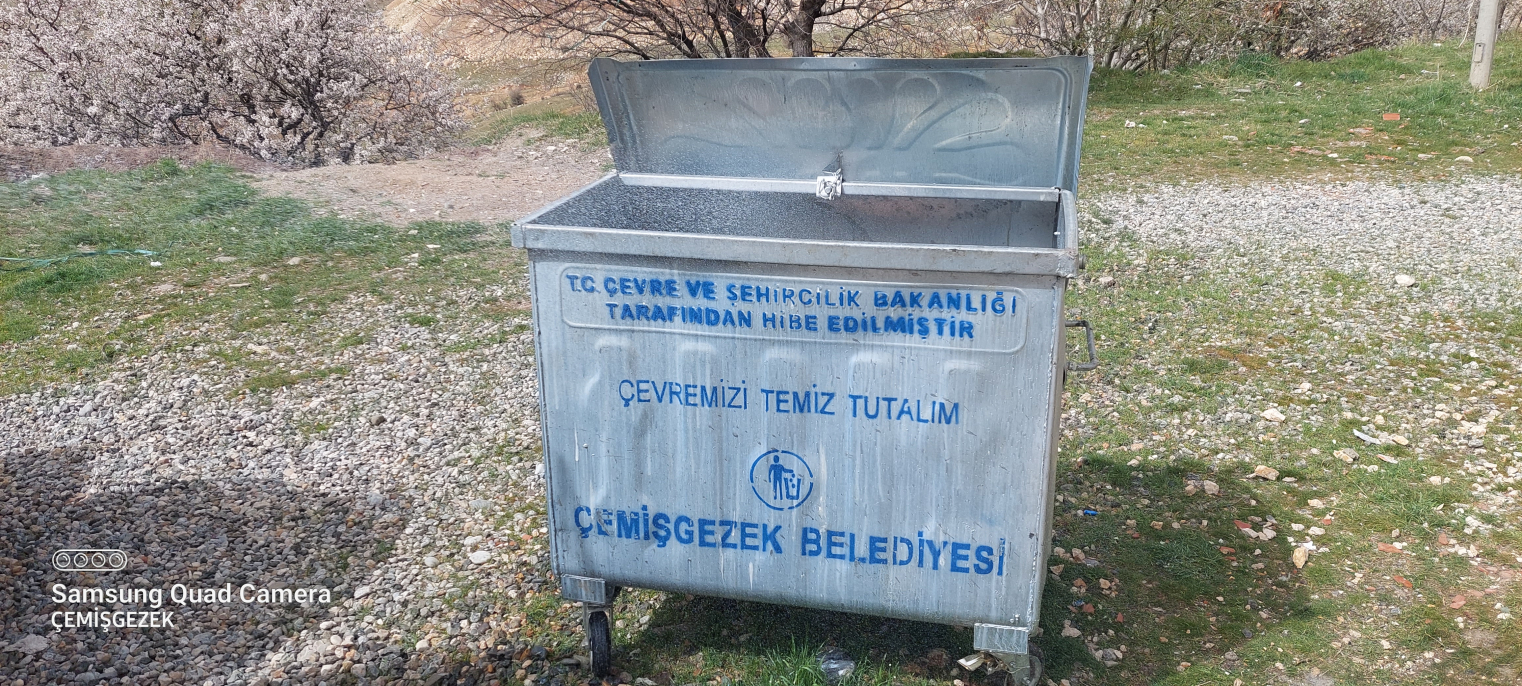 T.C. ÇEVRE VE ŞEHİRCİLİK BAKANLIĞI
TARAFINDAN HİBE EDİLMİŞTİR
ÇEVREMİZİ TEMİZ TUTALIM
ÇEMİŞGEZEK BELEDİYESİ
Samsung Quad Camera
ÇEMİŞGEZEK